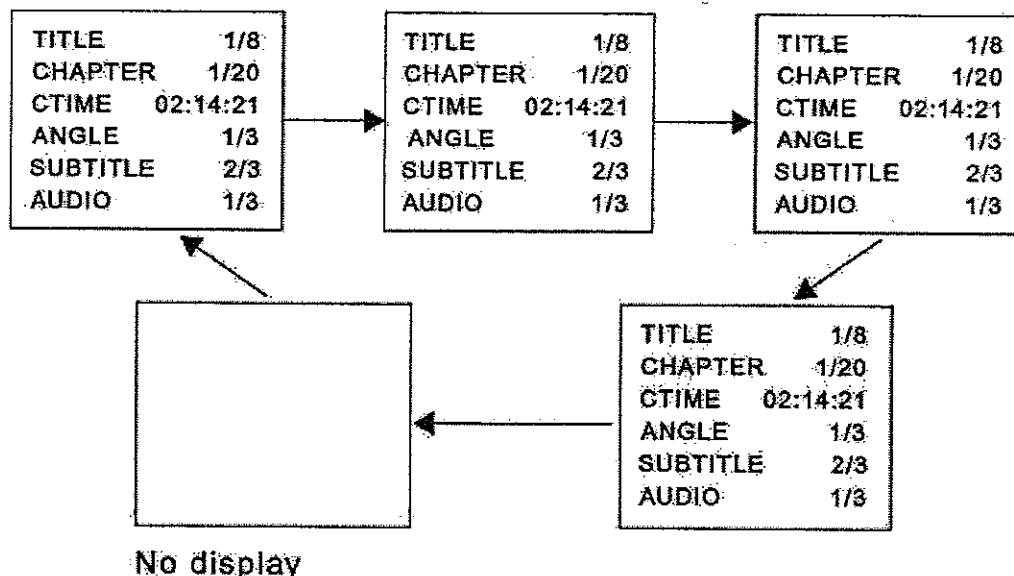 TITLE 1/8
CHAPTER 1/20
CTIME 02:14:21
ANGLE 1/3
SUBTITLE 2/3
AUDIO 1/3
TITLE 1/8
CHAPTER 1/20
CTIME 02:14:21
ANGLE 1/3
SUBTITLE 2/3
AUDIO 1/3
TITLE 1/8
CHAPTER 1/20
CTIME 02:14:21
ANGLE 1/3
SUBTITLE 2/3
AUDIO 1/3
TITLE 1/8
CHAPTER 1/20
CTIME 02:14:21
ANGLE 1/3
SUBTITLE 2/3
AUDIO 1/3
No display